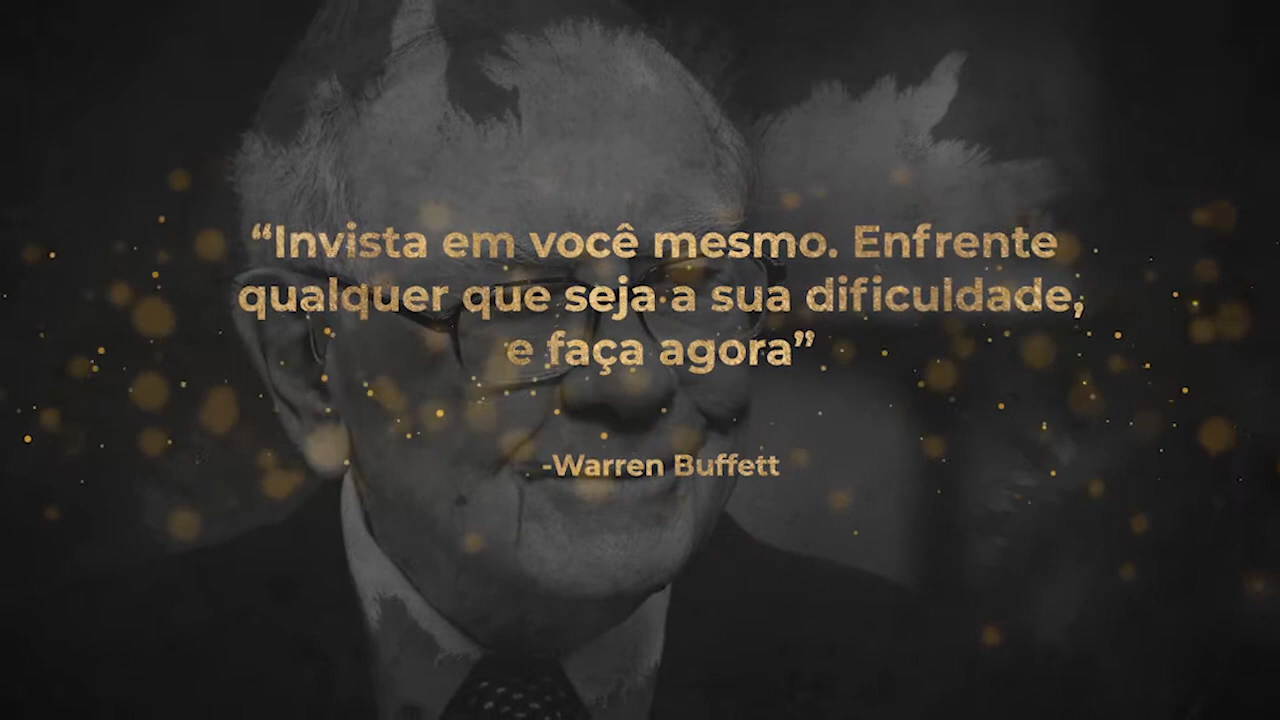 “Invista em você mesmo. Enfrente
qualquer que seja a sua dificuldade,
e faça agora”
-Warren Buffett